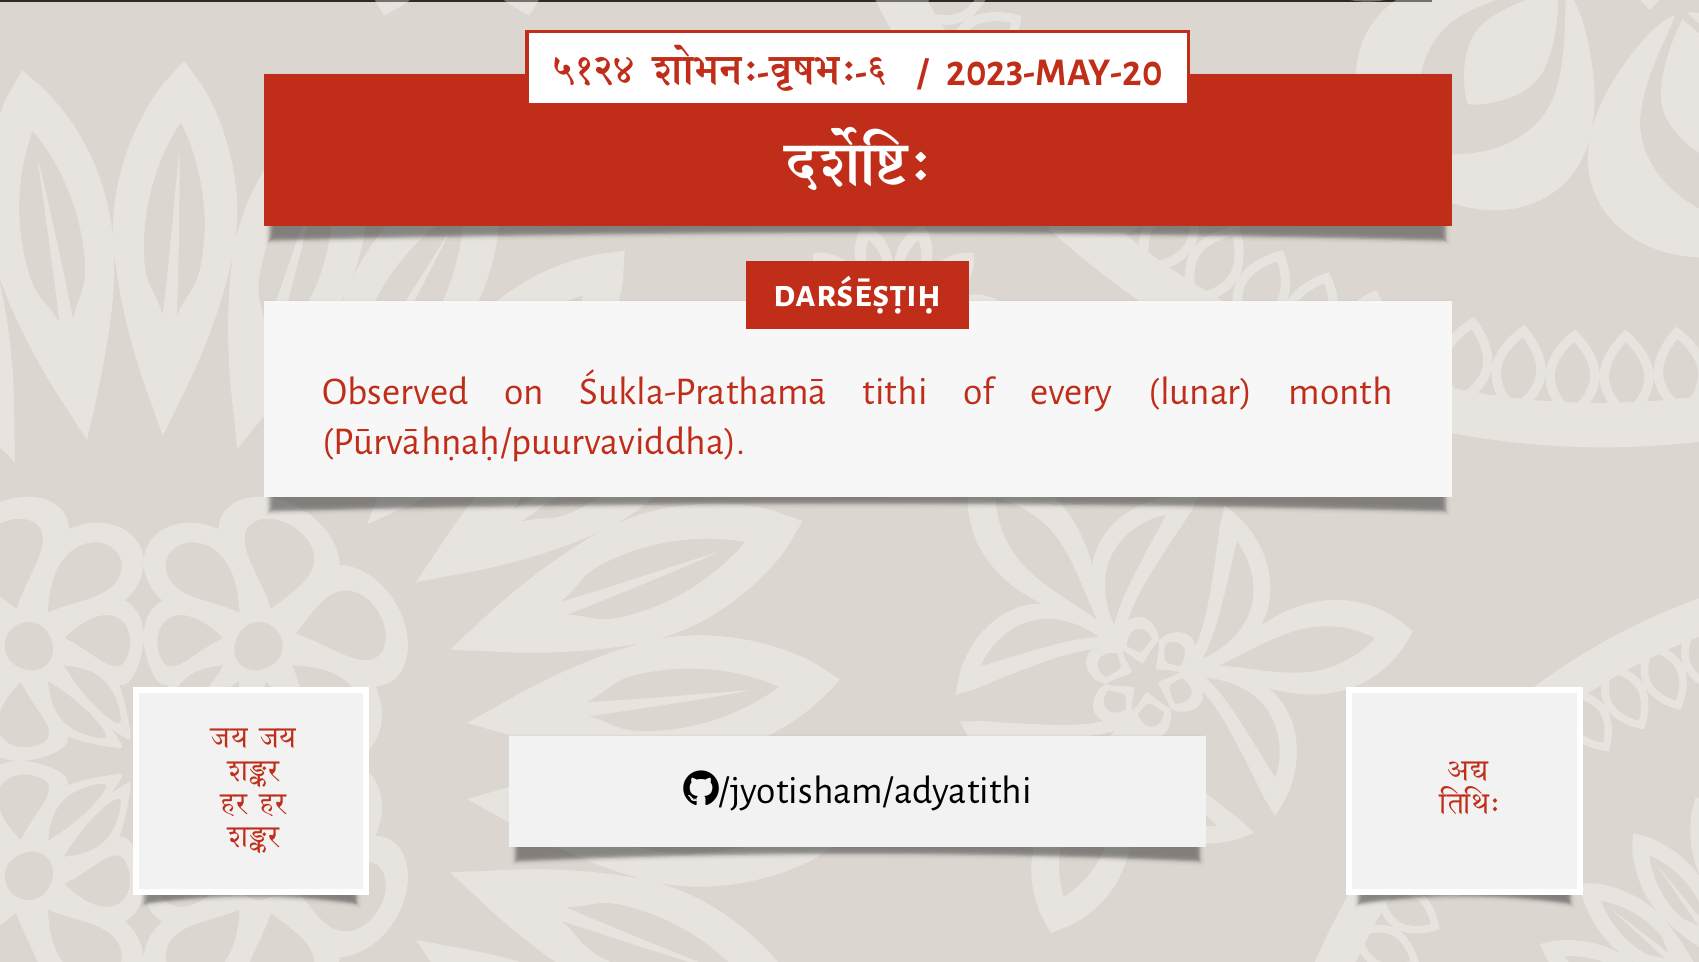 ५१२४ शोभनः-वृषभः-६ / 2023-MAY-20
दर्शेष्टिः
DARŚĒṢṬIḤ
Observed on Śukla-Prathamā tithi of every (lunar) month
(Pūrvāhṇaḥ/puurvaviddha).
जय जय
शङ्कर
हर हर
शङ्कर
/jyotisham/adyatithi
अद्य
तिथिः